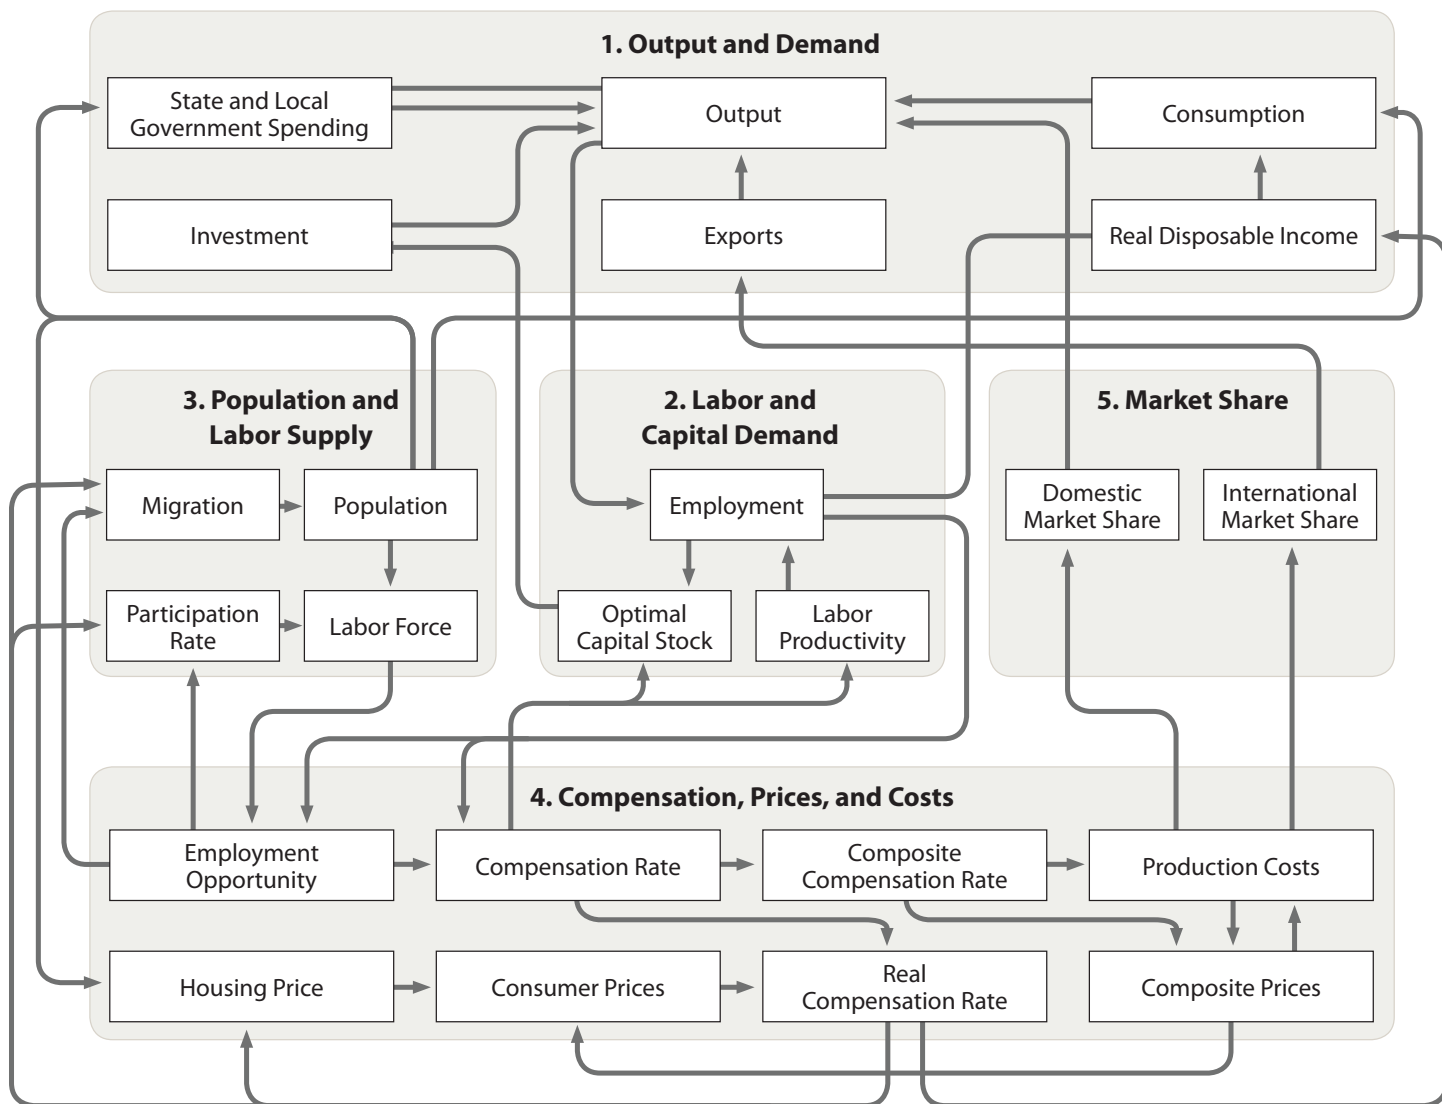 1. Output and Demand
State and Local
Government Spending
Output
Consumption
Investment
Exports
Real Disposable Income
3. Population and
Labor Supply
2. Labor and
Capital Demand
5. Market Share
Migration
Population
Employment
Domestic
Market Share
International
Market Share
Participation
Rate
Labor Force
Optimal
Capital Stock
Labor
Productivity
4. Compensation, Prices, and Costs
Employment
Opportunity
Compensation Rate
Composite
Compensation Rate
Production Costs
Housing Price
Consumer Prices
Real
Compensation Rate
Composite Prices